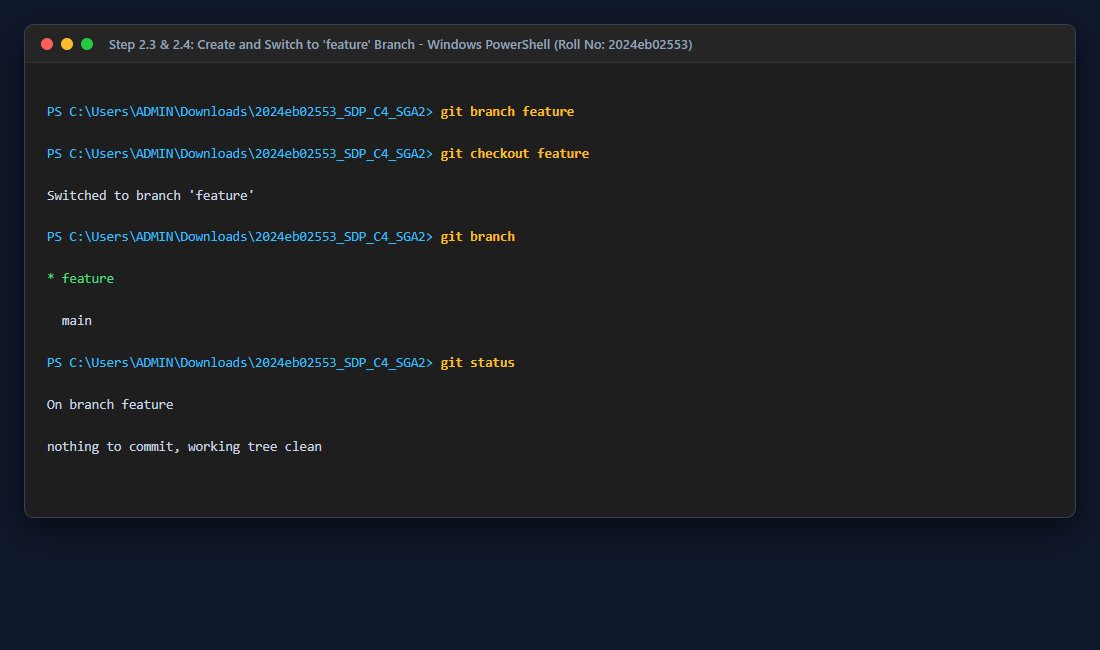 Step 2.3 & 2.4: Create and Switch to 'feature' Branch - Windows PowerShell (Roll No: 2024eb02553)
PS C:\Users\ADMIN\Downloads\2024eb02553_SDP_C4_SGA2> git branch feature
PS C:\Users\ADMIN\Downloads\2024eb02553_SDP_C4_SGA2> git checkout feature
Switched to branch 'feature'
PS C:\Users\ADMIN\Downloads\2024eb02553_SDP_C4_SGA2> git branch
* feature
  main
PS C:\Users\ADMIN\Downloads\2024eb02553_SDP_C4_SGA2> git status
On branch feature
nothing to commit, working tree clean